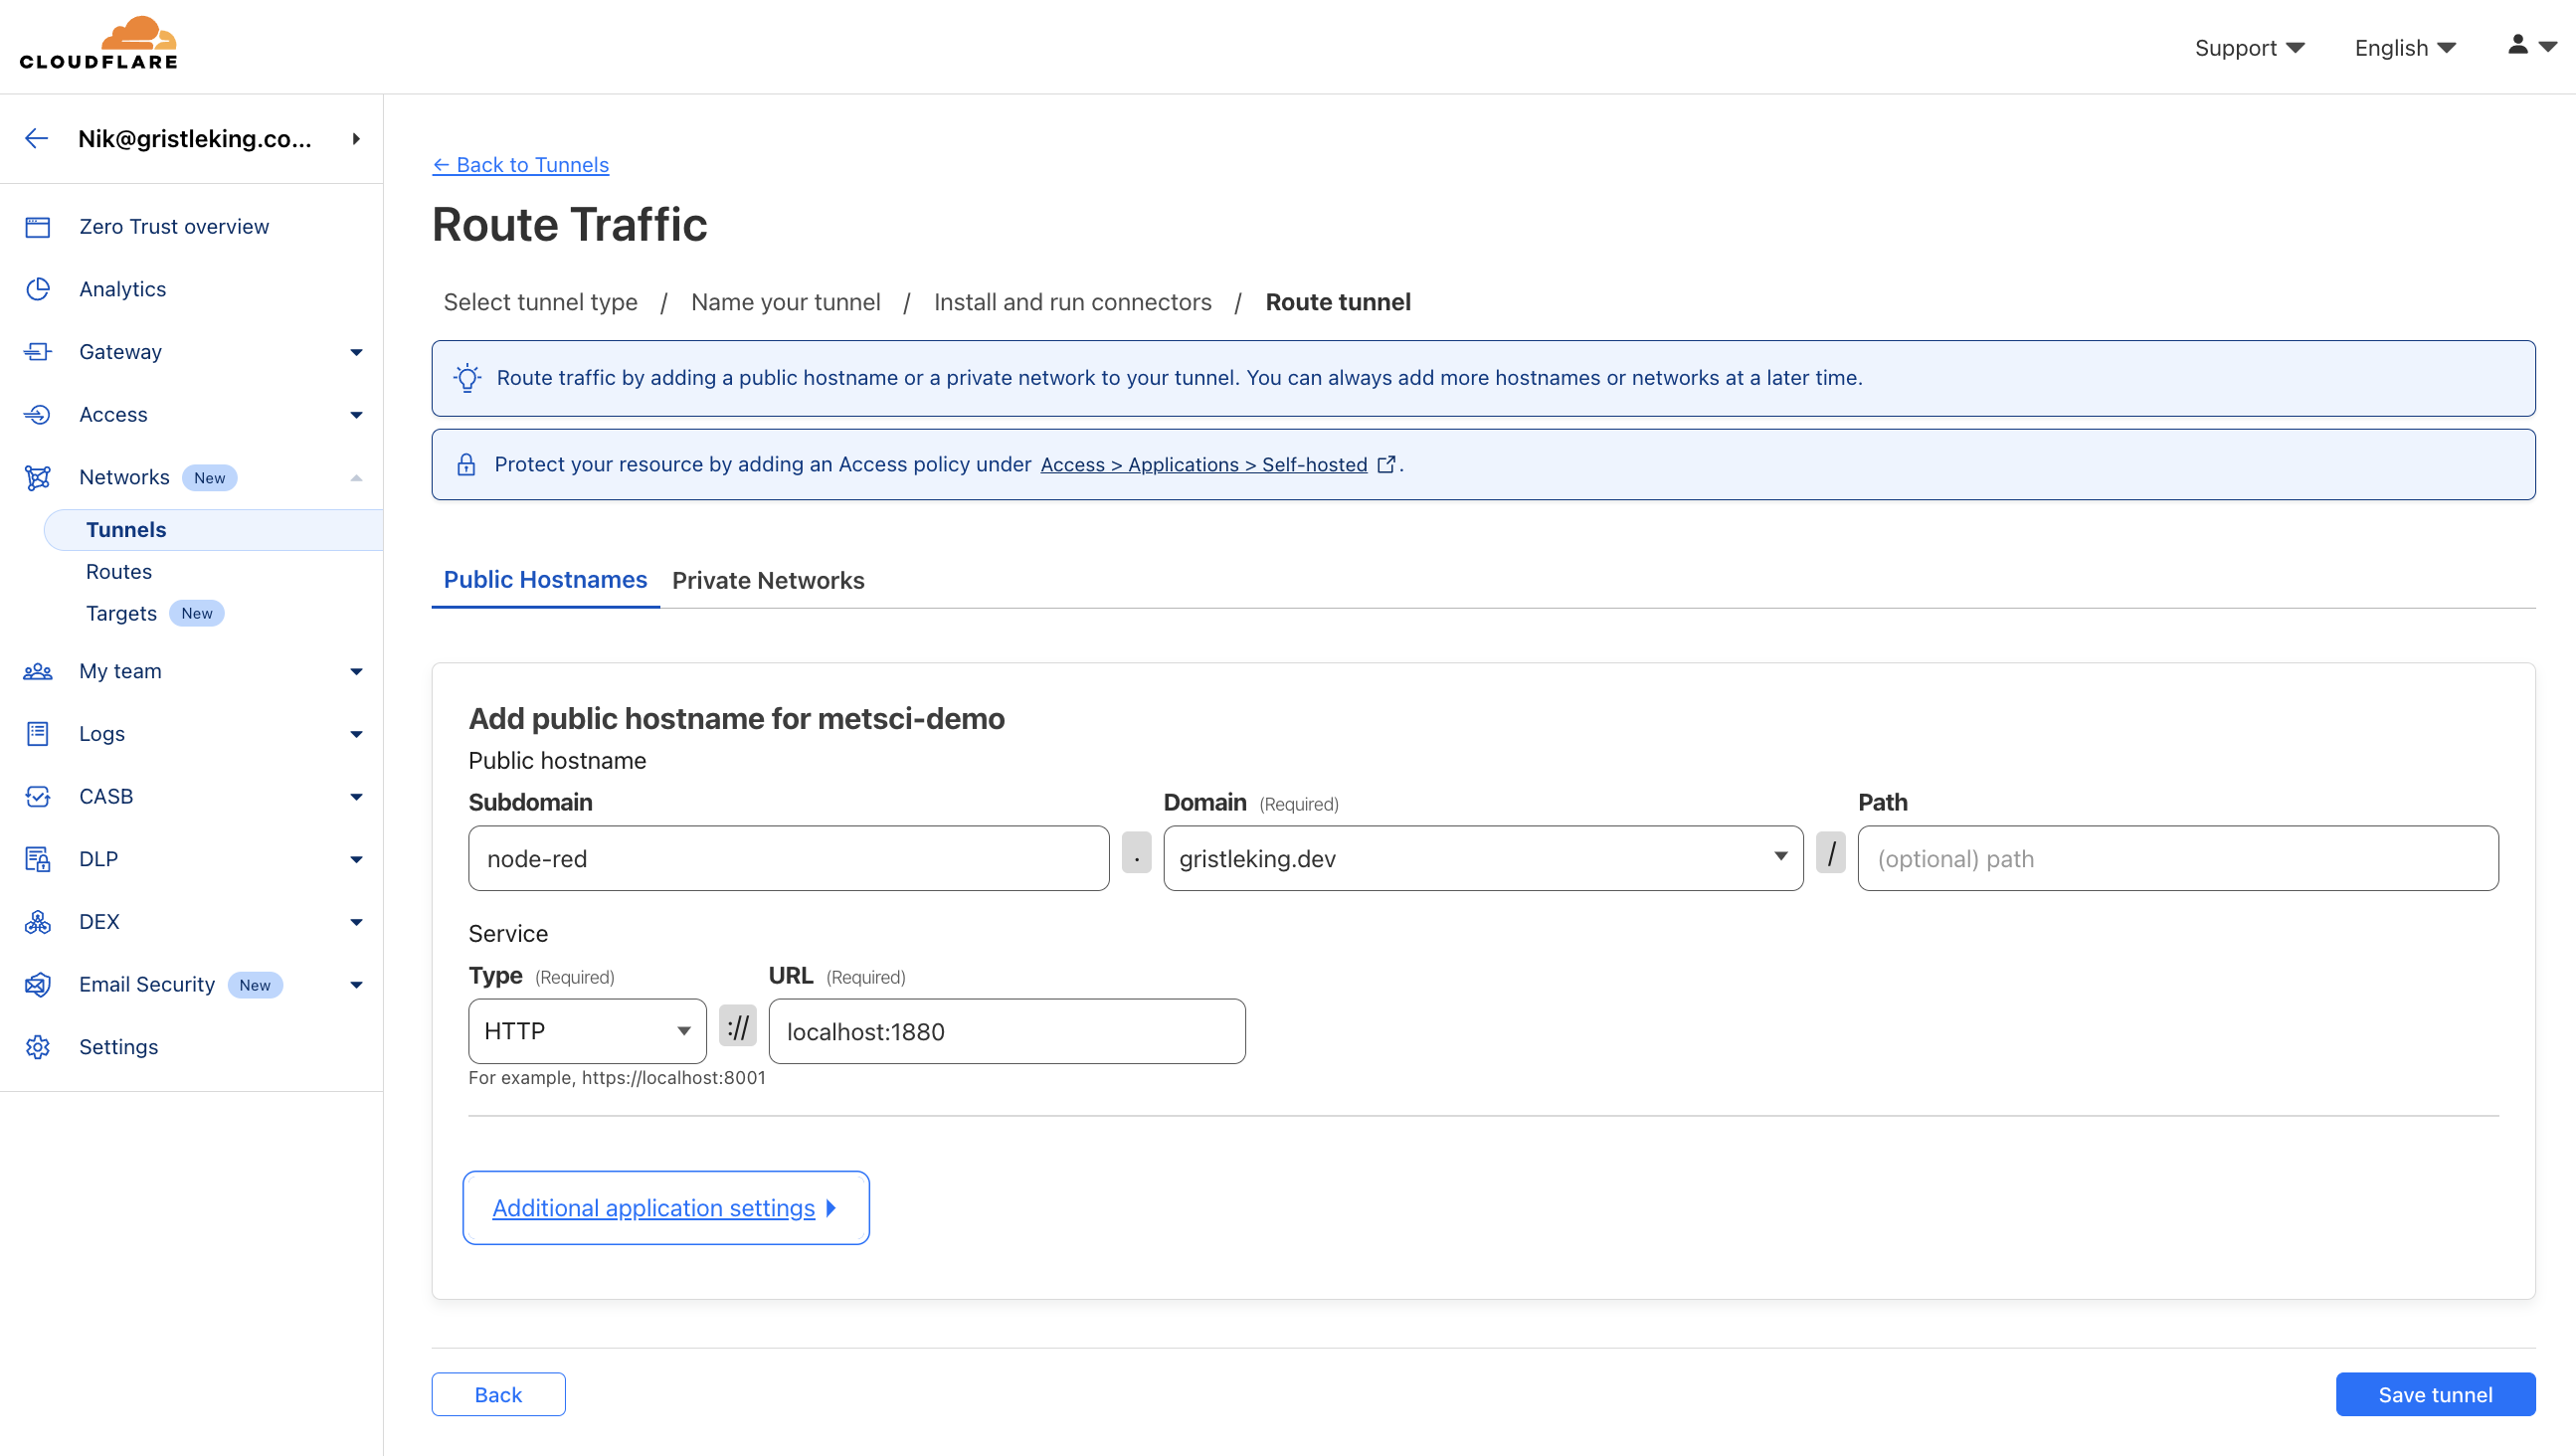 CLOUDFLARE
Support
English
Nik@gristleking.co...
Zero Trust overview
Analytics
Gateway
Access
Networks New
Tunnels
Routes
Targets New
My team
Logs
CASB
DLP
DEX
Email Security New
Settings
← Back to Tunnels
Route Traffic
Select tunnel type / Name your tunnel / Install and run connectors / Route tunnel
Route traffic by adding a public hostname or a private network to your tunnel. You can always add more hostnames or networks at a later time.
Protect your resource by adding an Access policy under Access > Applications > Self-hosted .
Public Hostnames Private Networks
Add public hostname for metsci-demo
Public hostname
Subdomain Domain (Required) Path
node-red . gristleking.dev / (optional) path
Service
Type (Required) URL (Required)
HTTP :// localhost:1880
For example, https://localhost:8001
Additional application settings
Back Save tunnel